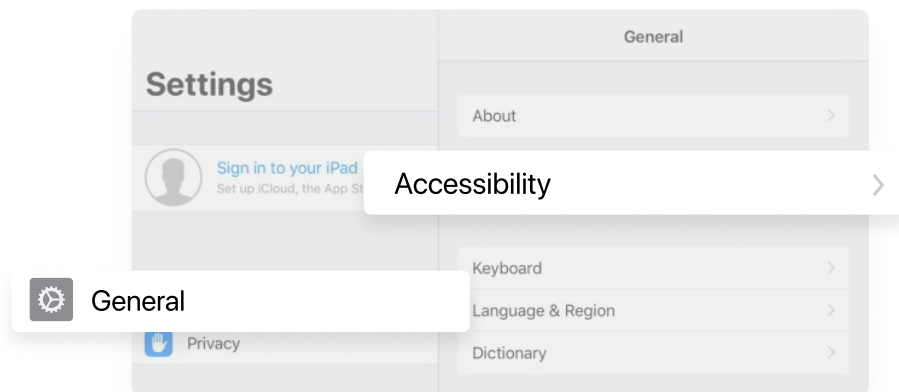 General
Settings
About
Sign in to your iPad
Set up iCloud, the App St
Accessibility
General
Privacy
Keyboard
Language & Region
Dictionary